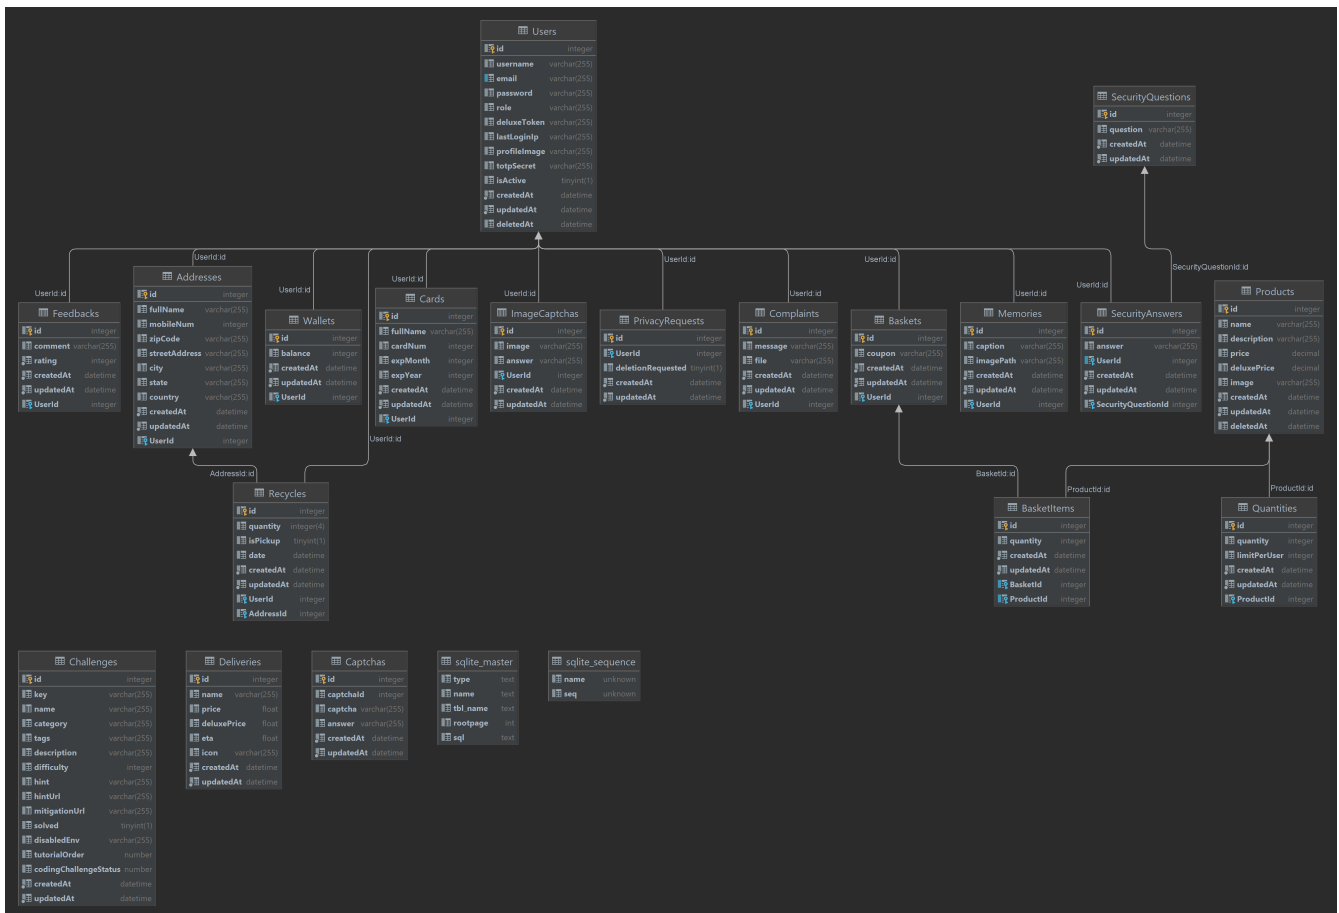 Users
id integer
username varchar(255)
email varchar(255)
password varchar(255)
role varchar(255)
deluxeToken varchar(255)
lastLoginIp varchar(255)
profileImage varchar(255)
totpSecret varchar(255)
isActive tinyint(1)
createdAt datetime
updatedAt datetime
deletedAt datetime
SecurityQuestions
id integer
question varchar(255)
createdAt datetime
updatedAt datetime
UserId:id
UserId:id
UserId:id
UserId:id
UserId:id
UserId:id
UserId:id
UserId:id
UserId:id
UserId:id
UserId:id
SecurityQuestionId:id
Feedbacks
id integer
comment varchar(255)
rating integer
createdAt datetime
updatedAt datetime
UserId integer
Addresses
id integer
fullName varchar(255)
mobileNum integer
zipCode varchar(255)
streetAddress varchar(255)
city varchar(255)
state varchar(255)
country varchar(255)
createdAt datetime
updatedAt datetime
UserId integer
Wallets
id integer
balance integer
createdAt datetime
updatedAt datetime
UserId integer
Cards
id integer
fullName varchar(255)
cardNum integer
expMonth integer
expYear integer
createdAt datetime
updatedAt datetime
UserId integer
ImageCaptchas
id integer
image varchar(255)
answer varchar(255)
UserId integer
createdAt datetime
updatedAt datetime
PrivacyRequests
id integer
UserId integer
deletionRequested tinyint(1)
createdAt datetime
updatedAt datetime
Complaints
id integer
message varchar(255)
file varchar(255)
createdAt datetime
updatedAt datetime
UserId integer
Baskets
id integer
coupon varchar(255)
createdAt datetime
updatedAt datetime
UserId integer
Memories
id integer
caption varchar(255)
imagePath varchar(255)
createdAt datetime
updatedAt datetime
UserId integer
SecurityAnswers
id integer
answer varchar(255)
UserId integer
createdAt datetime
updatedAt datetime
SecurityQuestionId integer
Products
id integer
name varchar(255)
description varchar(255)
price decimal
deluxePrice decimal
image varchar(255)
createdAt datetime
updatedAt datetime
deletedAt datetime
AddressId:id
BasketId:id
ProductId:id
ProductId:id
Recycles
id integer
quantity integer(4)
isPickup tinyint(1)
date datetime
createdAt datetime
updatedAt datetime
UserId integer
AddressId integer
BasketItems
id integer
quantity integer
createdAt datetime
updatedAt datetime
BasketId integer
ProductId integer
Quantities
id integer
quantity integer
limitPerUser integer
createdAt datetime
updatedAt datetime
ProductId integer
Challenges
id integer
key varchar(255)
name varchar(255)
category varchar(255)
tags varchar(255)
description varchar(255)
difficulty integer
hint varchar(255)
hintUrl varchar(255)
mitigationUrl varchar(255)
solved tinyint(1)
disabledEnv varchar(255)
tutorialOrder number
codingChallengeStatus number
createdAt datetime
updatedAt datetime
Deliveries
id integer
name varchar(255)
price float
deluxePrice float
eta float
icon varchar(255)
createdAt datetime
updatedAt datetime
Captchas
id integer
captchaId integer
captcha varchar(255)
answer varchar(255)
createdAt datetime
updatedAt datetime
sqlite_master
type text
name text
tbl_name text
rootpage int
sql text
sqlite_sequence
name unknown
seq unknown